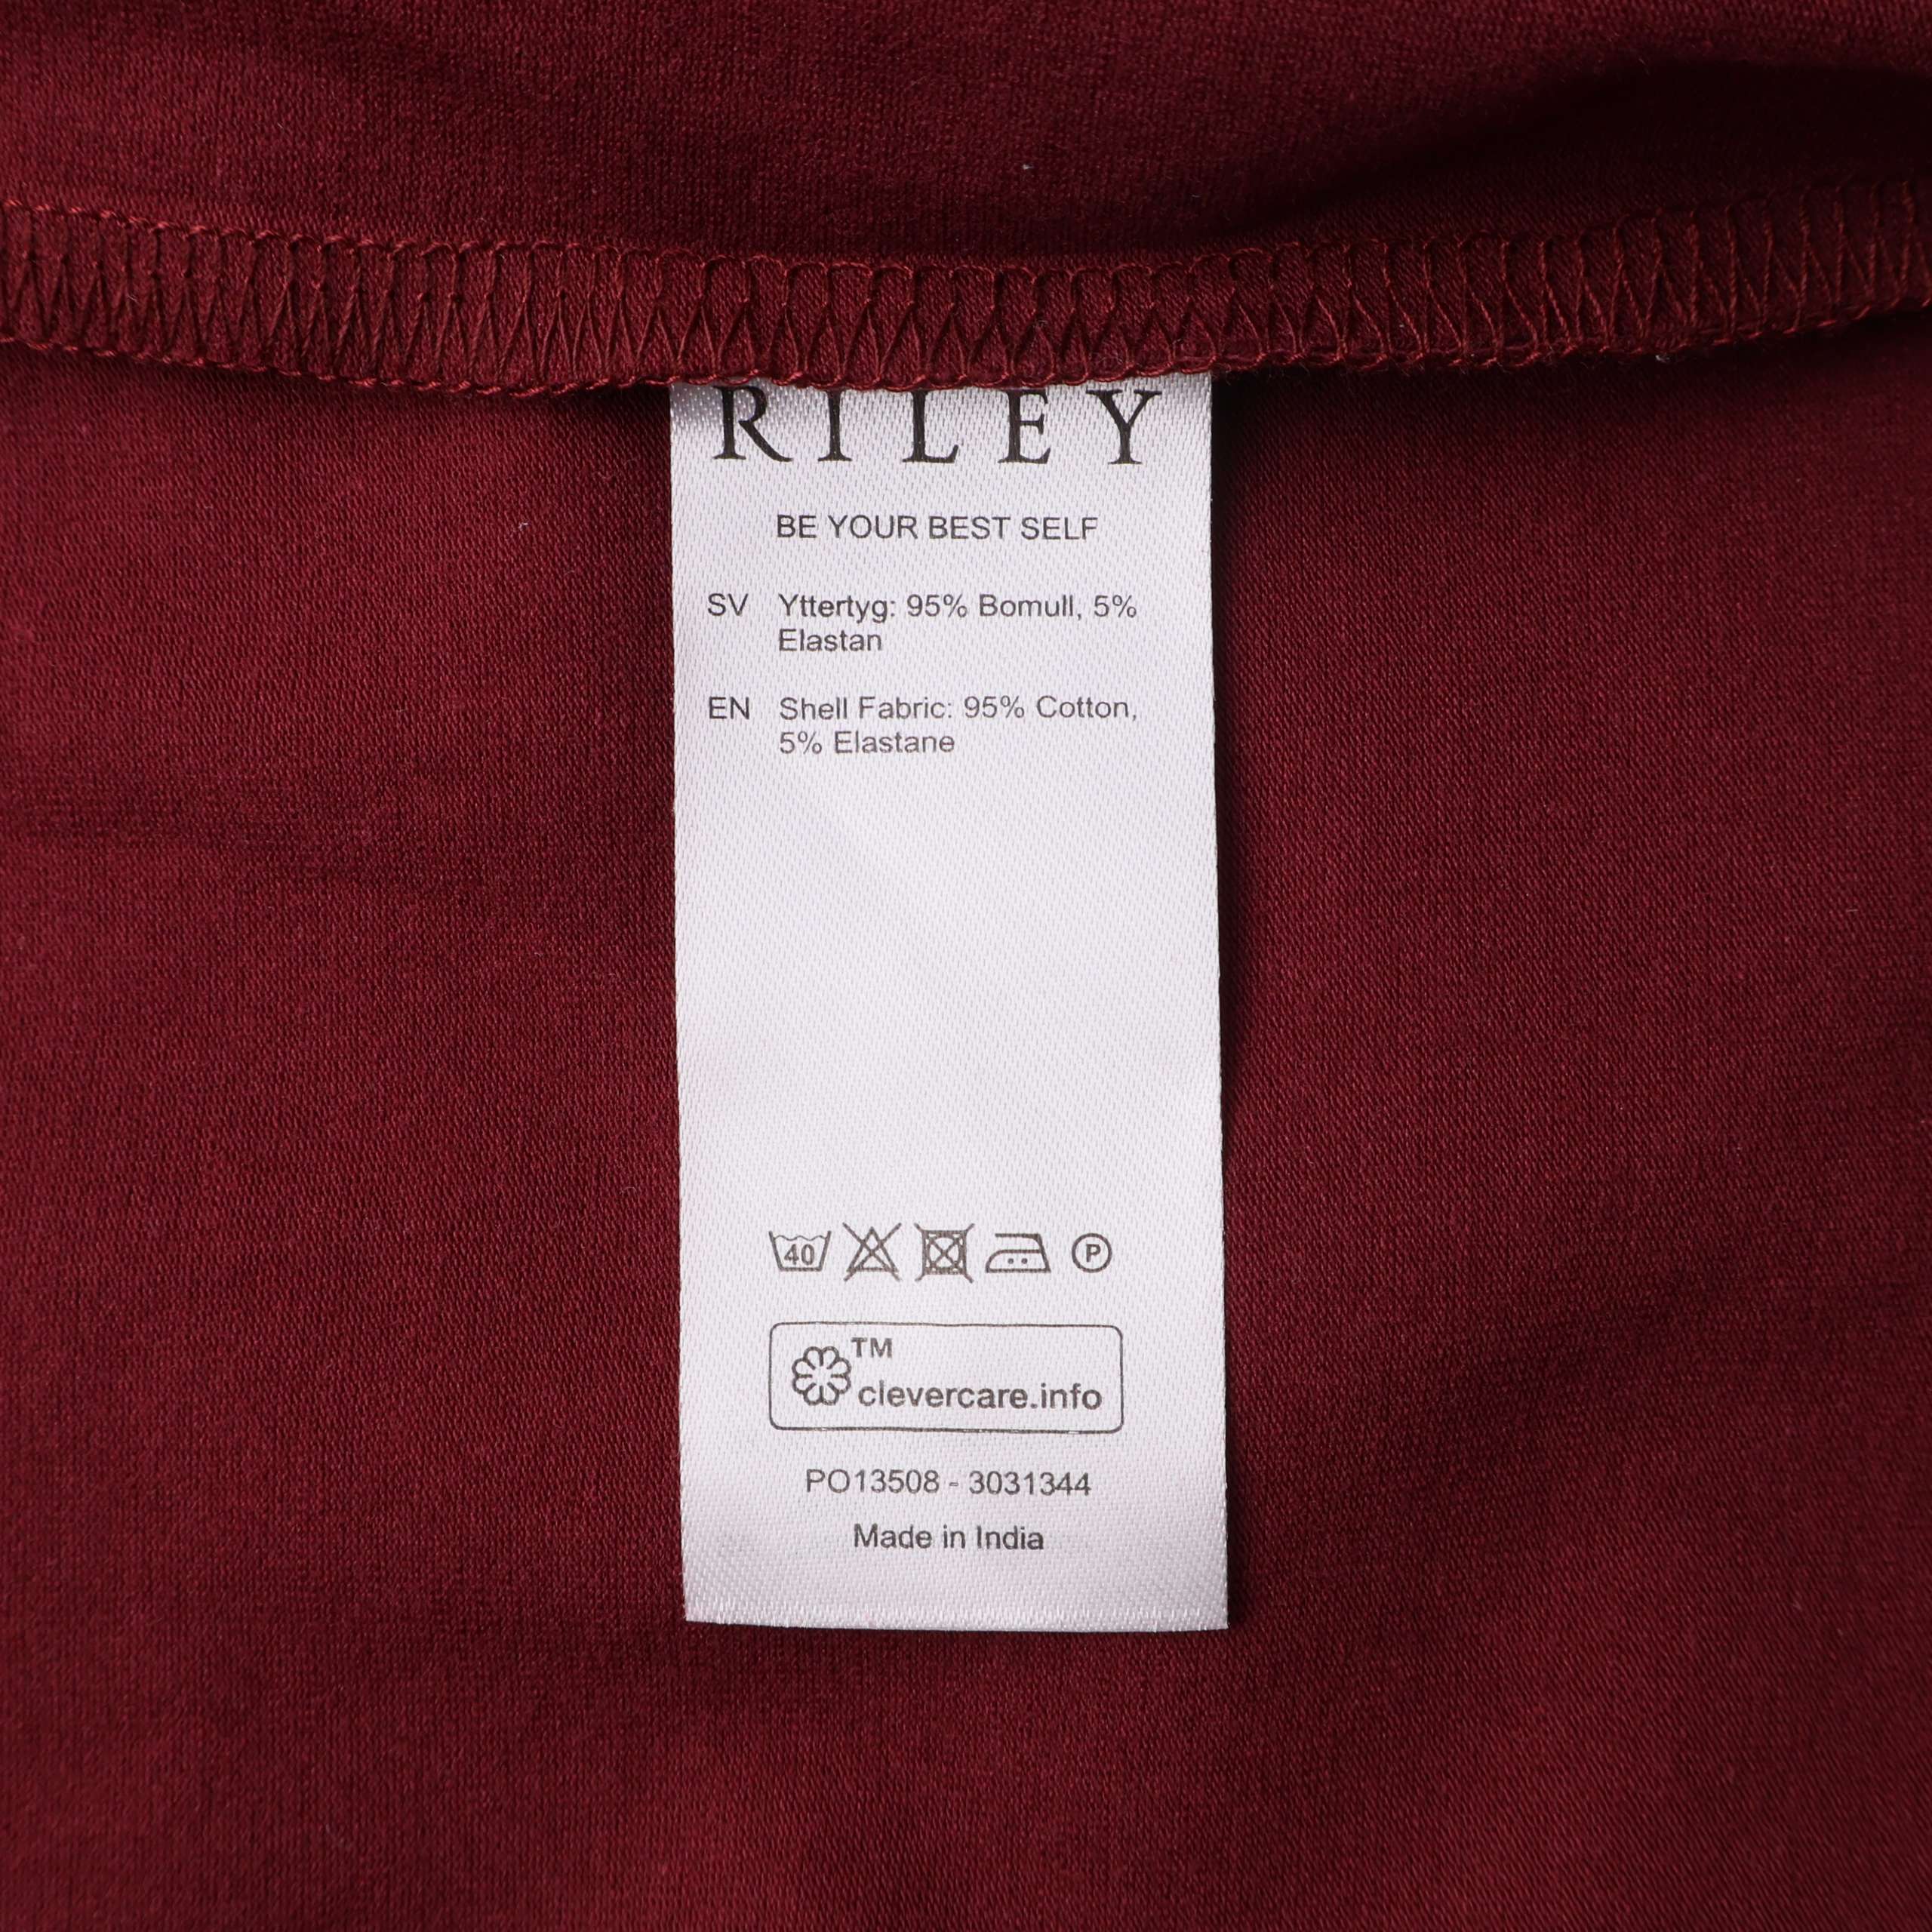 RILEY
BE YOUR BEST SELF
SV Yttertyg: 95% Bomull, 5%
Elastan
EN Shell Fabric: 95% Cotton,
5% Elastane
40 P
TM
clevercare.info
PO13508 - 3031344
Made in India